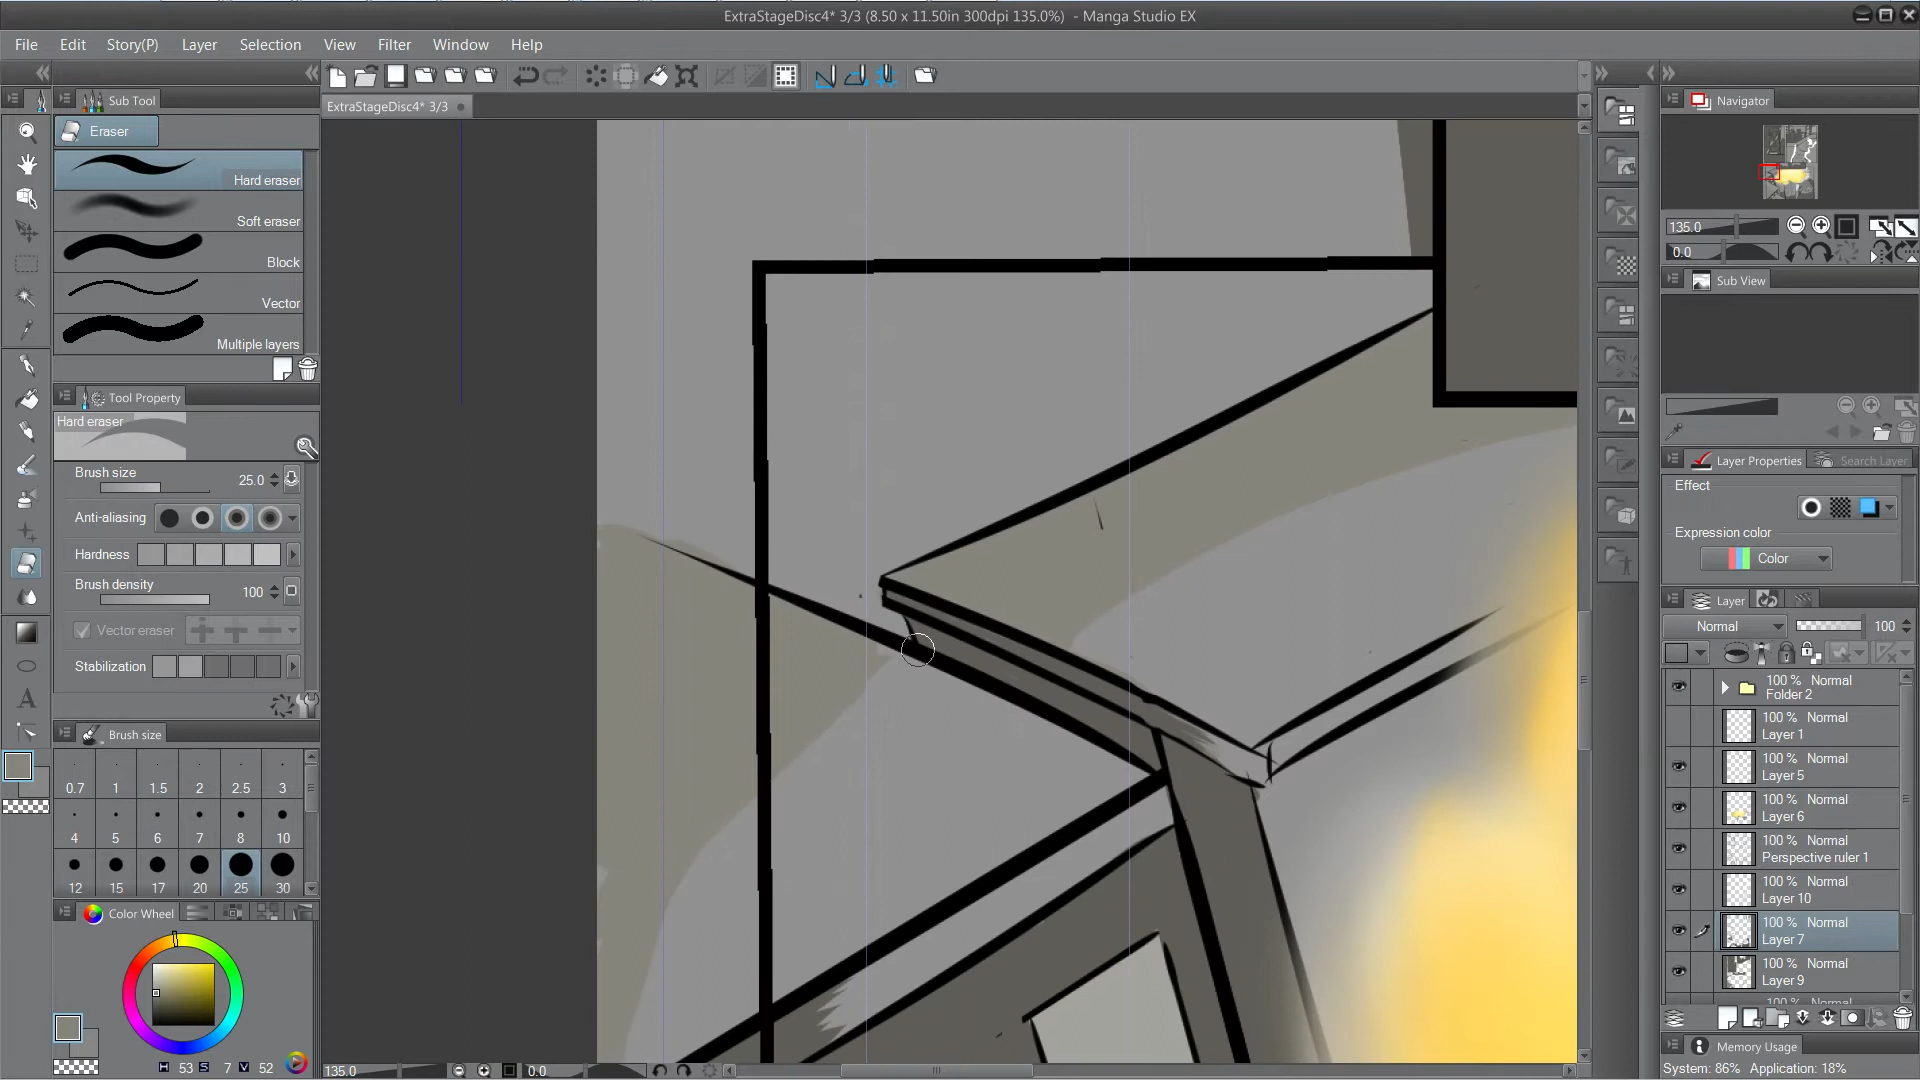 ExtraStageDisc4* 3/3 (8.50 x 11.50in 300dpi 135.0%) - Manga Studio EX
File Edit Story(P) Layer Selection View Filter Window Help
Sub Tool
ExtraStageDisc4* 3/3
Navigator
Eraser
Hard eraser
Soft eraser
Block
Vector
Multiple layers
135.0
0.0
Sub View
Tool Property
Hard eraser
Brush size 25.0
Anti-aliasing
Hardness
Brush density 100
Vector eraser
Stabilization
Layer Properties Search Layer
Effect
Expression color
Color
Layer
Normal 100
100 % Normal
Folder 2
100 % Normal
Layer 1
100 % Normal
Layer 5
100 % Normal
Layer 6
100 % Normal
Perspective ruler 1
100 % Normal
Layer 10
100 % Normal
Layer 7
100 % Normal
Layer 9
100 % Normal
Brush size
0.7 1 1.5 2 2.5 3
4 5 6 7 8 10
12 15 17 20 25 30
Color Wheel
H 53 S 7 V 52
135.0 0.0
Memory Usage
System: 86% Application: 18%